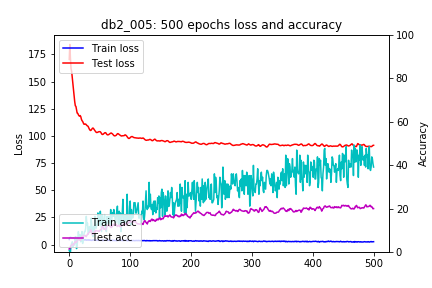 db2_005: 500 epochs loss and accuracy
Train loss
Test loss
Train acc
Test acc
Loss
Accuracy
175
150
125
100
75
50
25
0
100
80
60
40
20
0
0
100
200
300
400
500